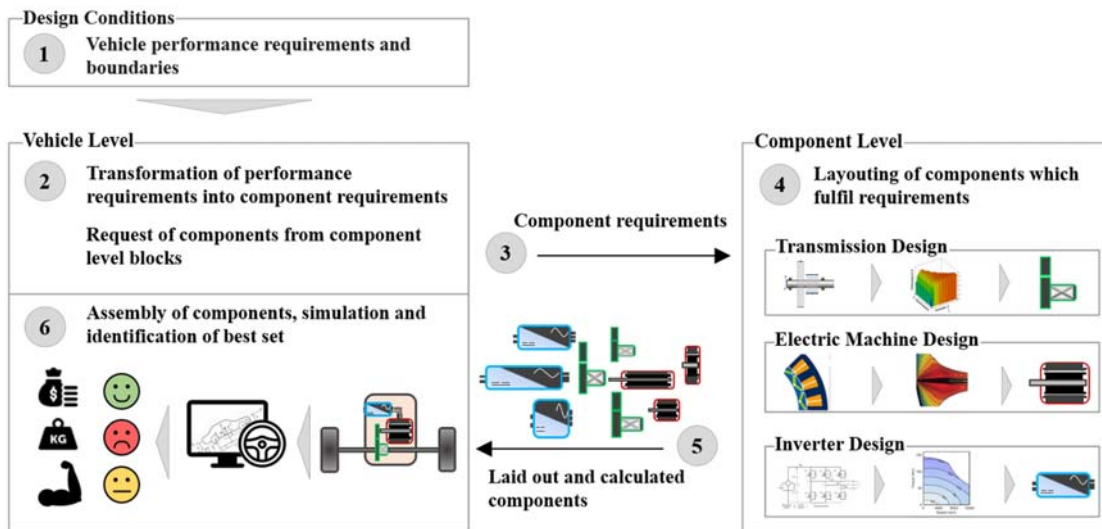 Design Conditions
1
Vehicle performance requirements and
boundaries
Vehicle Level
2
Transformation of performance
requirements into component requirements
Request of components from component
level blocks
6
Assembly of components, simulation and
identification of best set
$
KG
3
Component requirements
5
Laid out and calculated
components
Component Level
4
Layouting of components which
fulfil requirements
Transmission Design
Electric Machine Design
Inverter Design